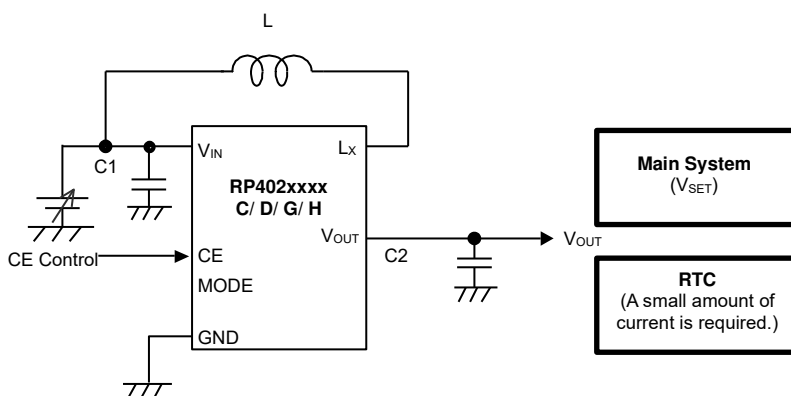 L
C1
VIN
LX
RP402xxxx
C/ D/ G/ H
VOUT
C2
VOUT
CE Control
CE
MODE
GND
Main System
(VSET)
RTC
(A small amount of
current is required.)